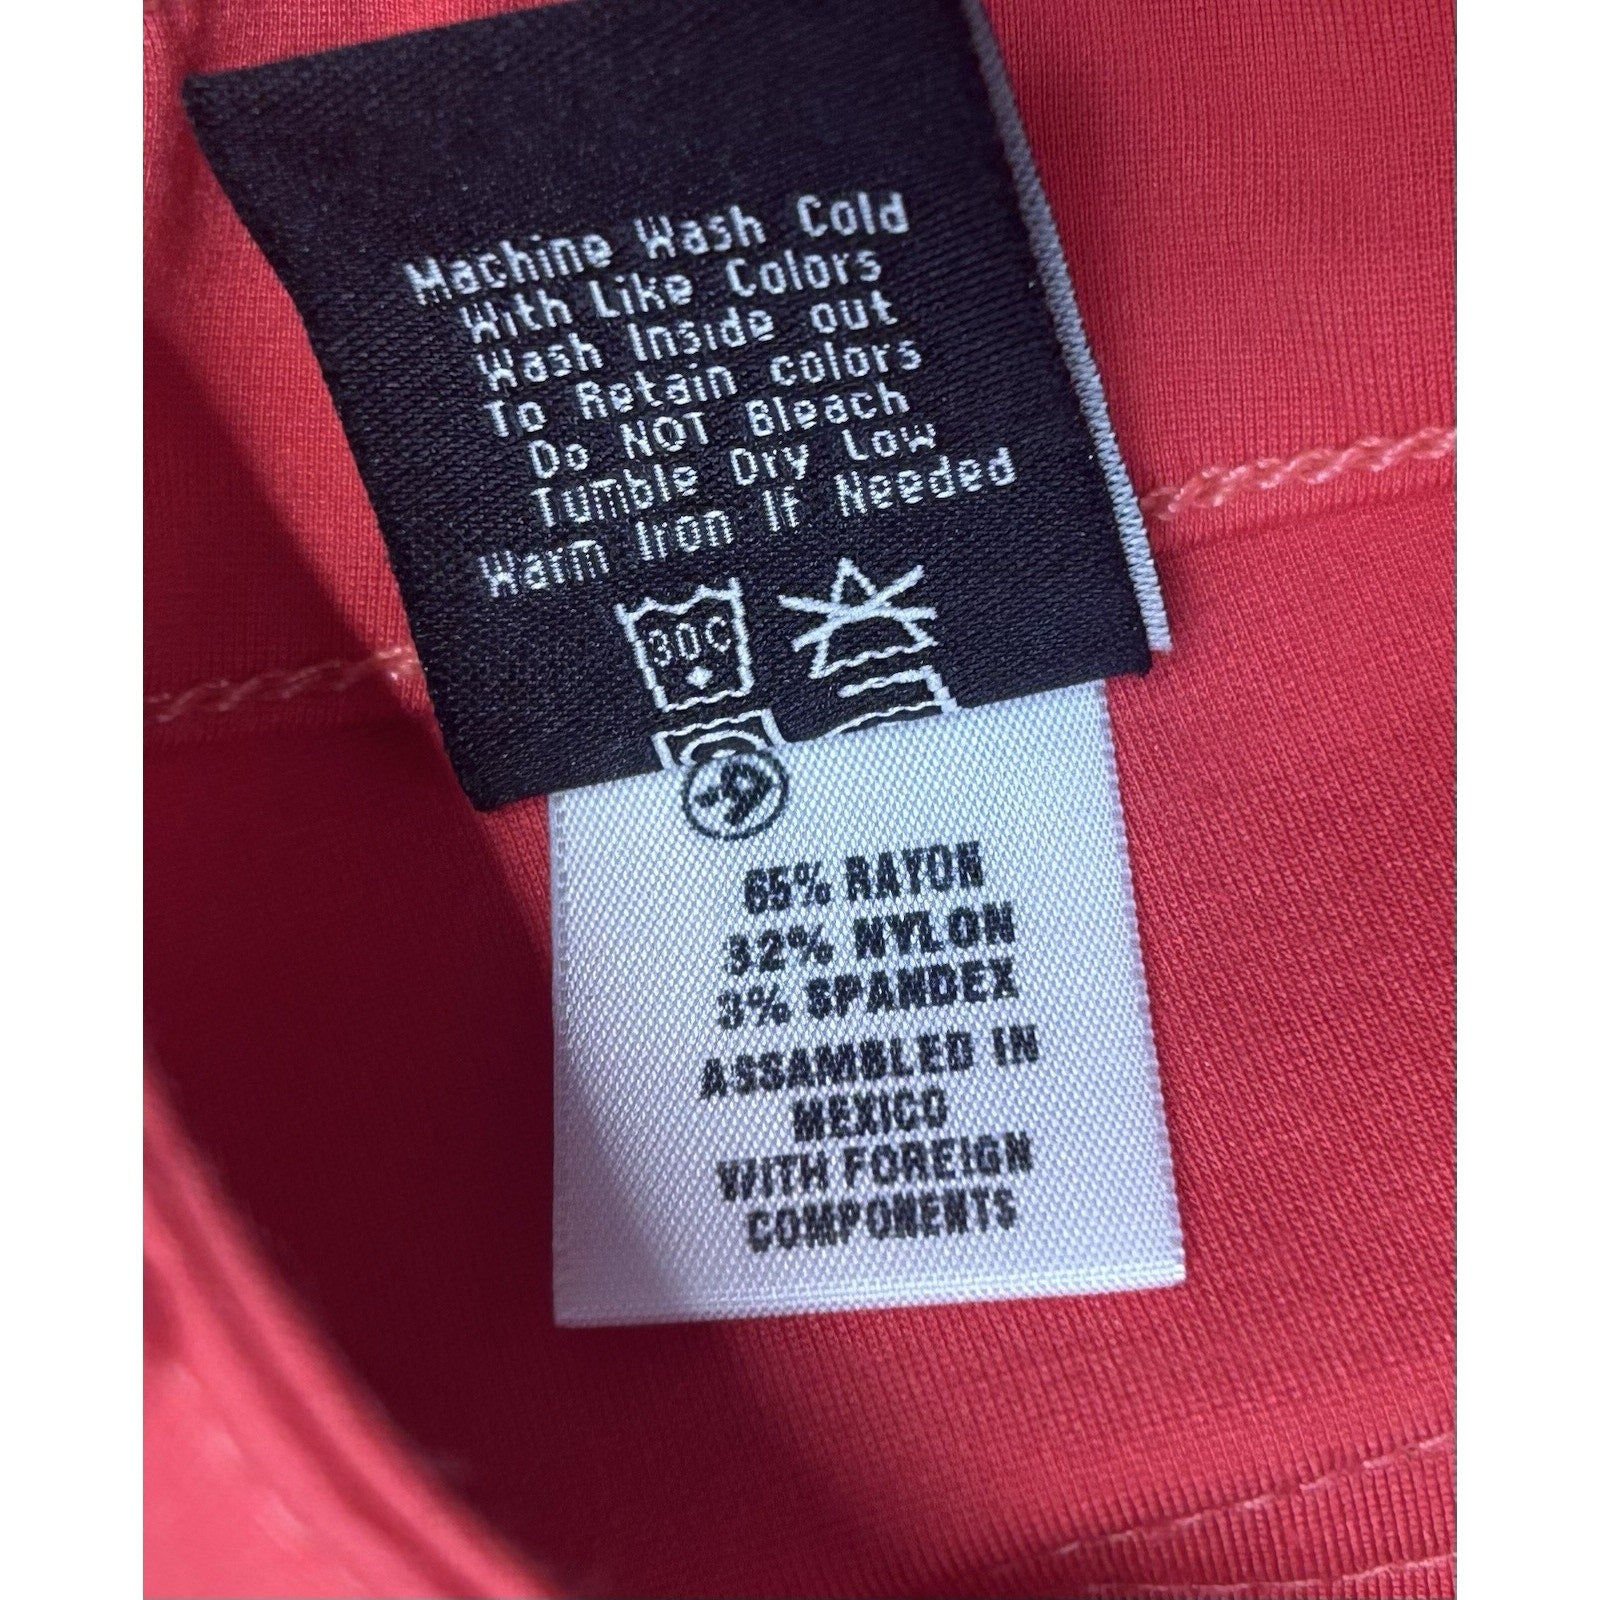 Machine Wash Cold
With Like Colors
Wash Inside out
To Retain colors
Do NOT Bleach
Tumble Dry Low
Warm Iron If Needed
30C
65% RAYON
32% NYLON
3% SPANDEX
ASSAMBLED IN
MEXICO
WITH FOREIGN
COMPONENTS